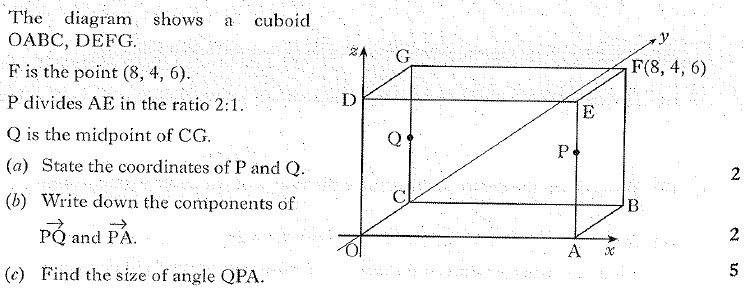 The diagram shows a cuboid
OABC, DEFG.
F is the point (8, 4, 6).
P divides AE in the ratio 2:1.
Q is the midpoint of CG.
(a) State the coordinates of P and Q.
2
(b) Write down the components of
PQ and PA.
2
(c) Find the size of angle QPA.
5
z
y
G
F(8, 4, 6)
D
E
Q
P
C
B
O
A
x